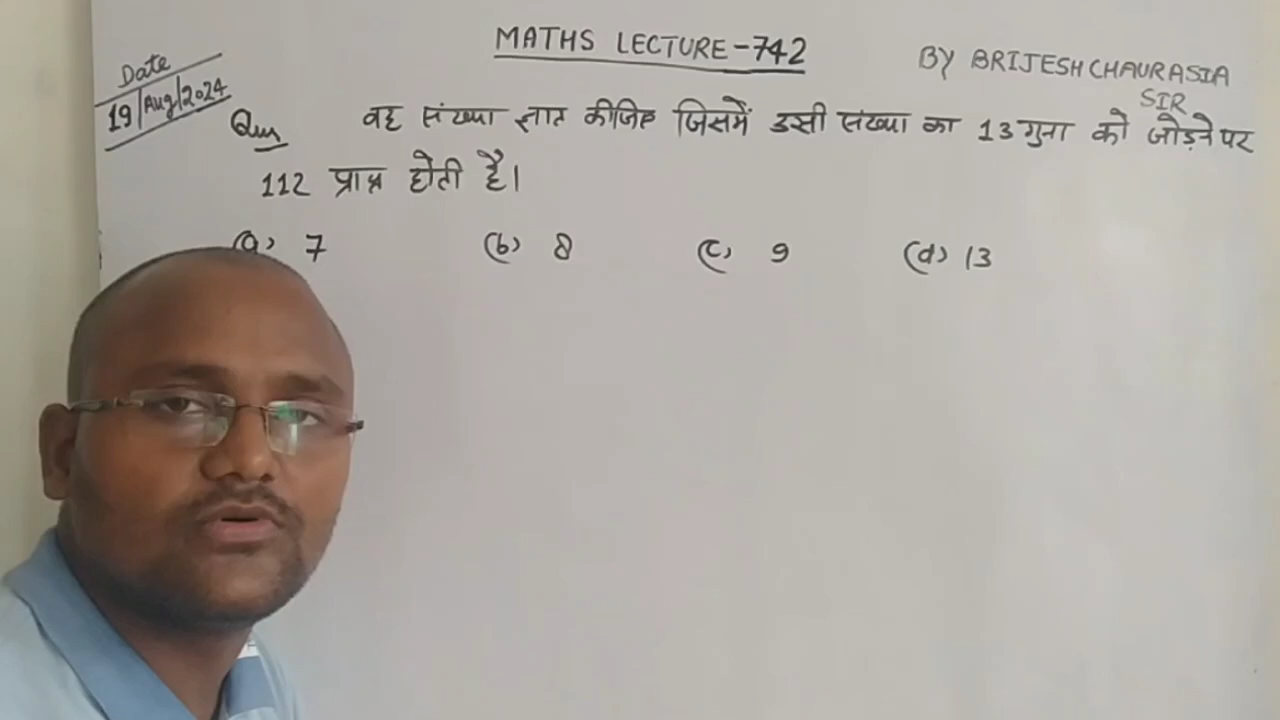 MATHS LECTURE-742
BY BRIJESH CHAURASIA
SIR
Date
19/Aug/2024
Qus वह संख्या ज्ञात कीजिए जिसमें उसी संख्या का 13 गुना को जोड़ने पर
112 प्राप्त होती है।
(a) 7 (b) 8 (c) 9 (d) 13